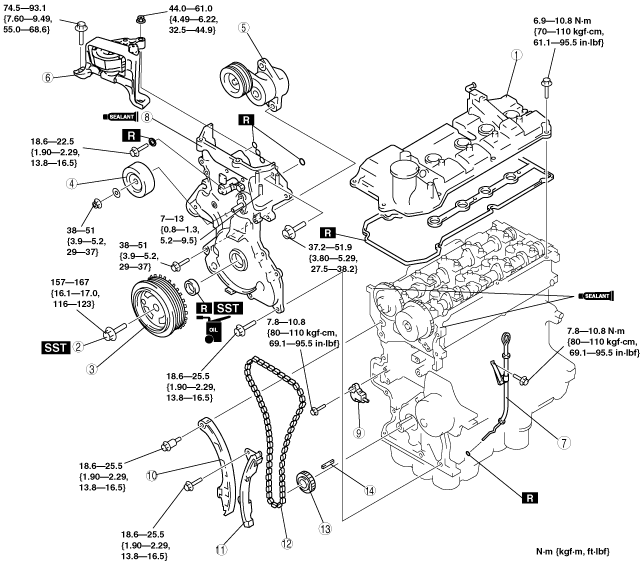 74.5—93.1
{7.60—9.49,
55.0—68.6}
44.0—61.0
{4.49—6.22,
32.5—44.9}
5
6.9—10.8 N·m
{70—110 kgf·cm,
61.1—95.5 in·lbf}
1
6
SEALANT
8
R
R
18.6—22.5
{1.90—2.29,
13.8—16.5}
4
7—13
{0.8—1.3,
5.2—9.5}
38—51
{3.9—5.2,
29—37}
38—51
{3.9—5.2,
29—37}
R
37.2—51.9
{3.80—5.29,
27.5—38.2}
157—167
{16.1—17.0,
116—123}
R SST
OIL
SEALANT
SST 2
3
7.8—10.8
{80—110 kgf·cm,
69.1—95.5 in·lbf}
7.8—10.8 N·m
{80—110 kgf·cm,
69.1—95.5 in·lbf}
18.6—25.5
{1.90—2.29,
13.8—16.5}
9
7
18.6—25.5
{1.90—2.29,
13.8—16.5}
10
14
13
R
18.6—25.5
{1.90—2.29,
13.8—16.5}
11
12
N·m {kgf·m, ft·lbf}